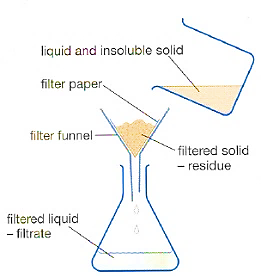 liquid and insoluble solid
filter paper
filter funnel
filtered solid
– residue
filtered liquid
– filtrate